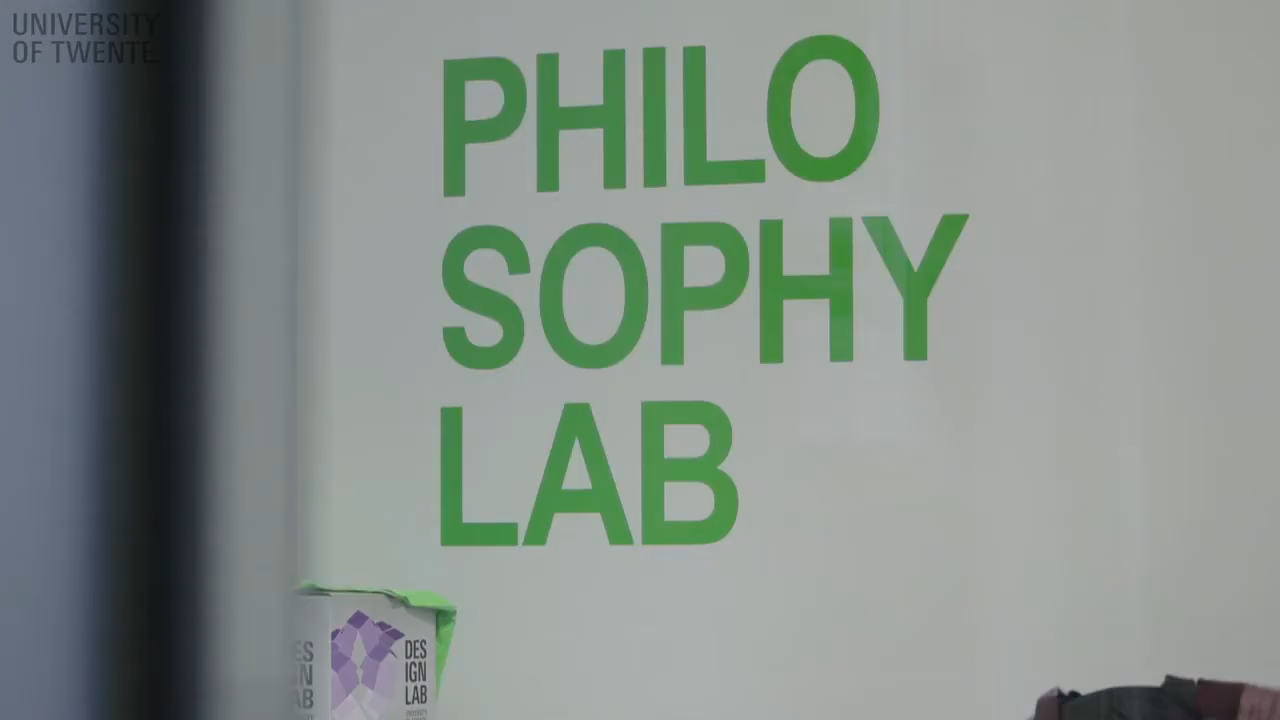 UNIVERSITY
OF TWENTE.
PHILO
SOPHY
LAB
DES
IGN
LAB